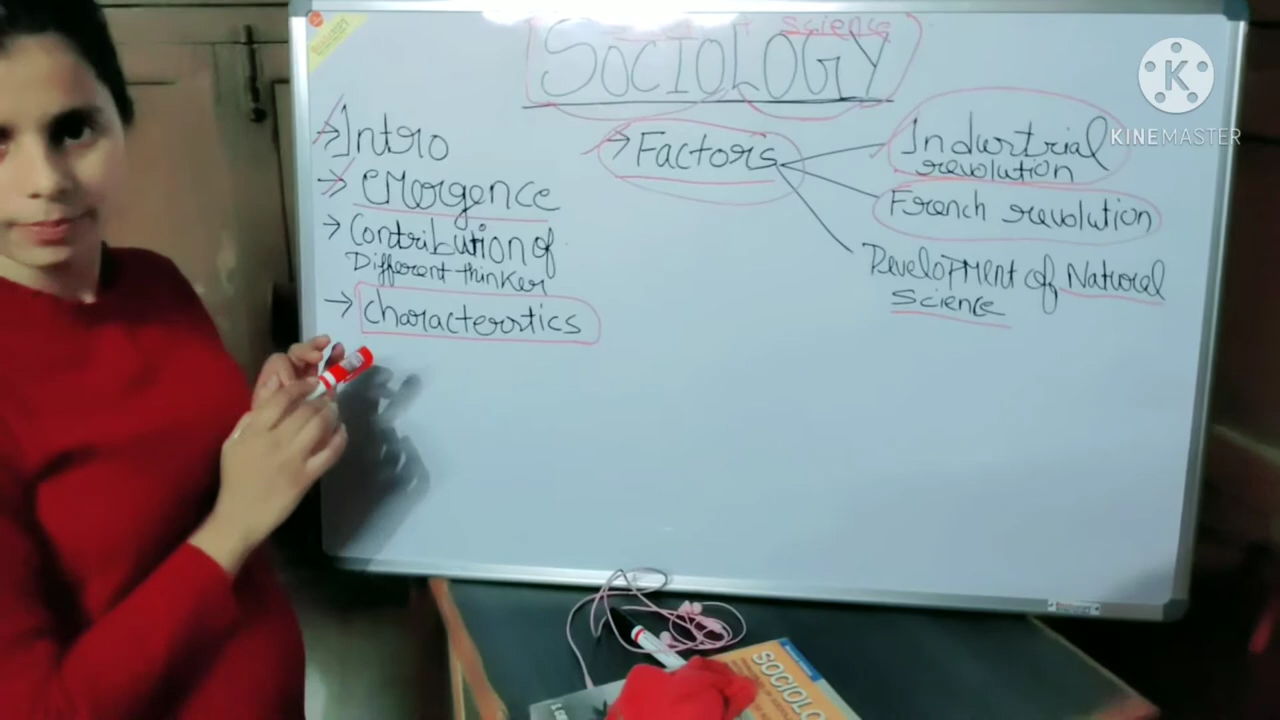 science
SOCIOLOGY
→ Intro
→ Emergence
→ Contribution of
Different thinker
→ characterstics
→ Factors
Industrial
revolution
French revolution
Development of Natural
Science
KINEMASTER
SOCIOLO